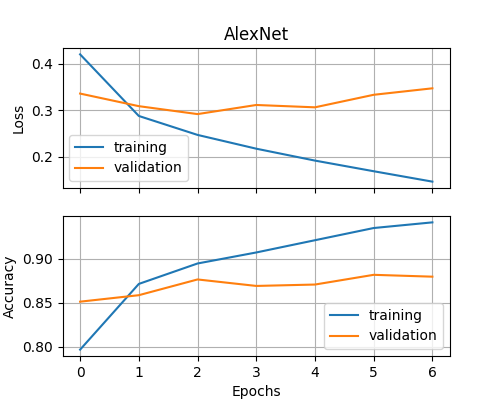 AlexNet
Loss
0.4
0.3
0.2
training
validation
Accuracy
0.90
0.85
0.80
training
validation
0 1 2 3 4 5 6
Epochs